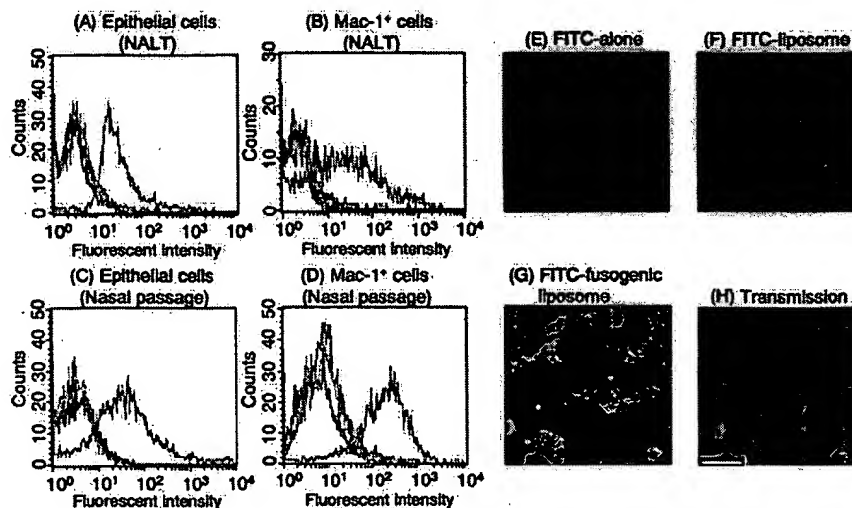 (A) Epithelial cells
(NALT)
Counts
0 10 20 30 40 50
10⁰ 10¹ 10² 10³ 10⁴
Fluorescent intensity
(B) Mac-1⁺ cells
(NALT)
Counts
0 10 20 30
10⁰ 10¹ 10² 10³ 10⁴
Fluorescent intensity
(E) FITC-alone
(F) FITC-liposome
(C) Epithelial cells
(Nasal passage)
Counts
0 10 20 30 40 50
10⁰ 10¹ 10² 10³ 10⁴
Fluorescent intensity
(D) Mac-1⁺ cells
(Nasal passage)
Counts
0 10 20 30 40 50
10⁰ 10¹ 10² 10³ 10⁴
Fluorescent intensity
(G) FITC-fusogenic
liposome
(H) Transmission